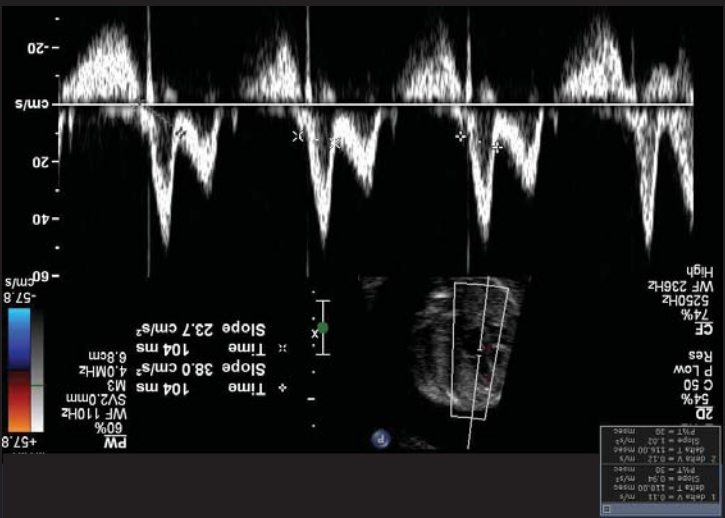 1 delta V = 0.11 m/s
delta T = 110.00 msec
Slope = 0.94 m/s²
P½T = 30 msec
2 delta V = 0.12 m/s
delta T = 116.00 msec
Slope = 1.02 m/s²
P½T = 30 msec
2D
54%
C 50
P Low
Res
CF
74%
5250Hz
WF 236Hz
High
P
PW
60%
WF 110Hz
SV2.0mm
M3
4.0MHz
6.8cm
+57.8
-57.8
cm/s
Time 104 ms
Slope 38.0 cm/s²
Time 104 ms
Slope 23.7 cm/s²
60
40
20
cm/s
-20